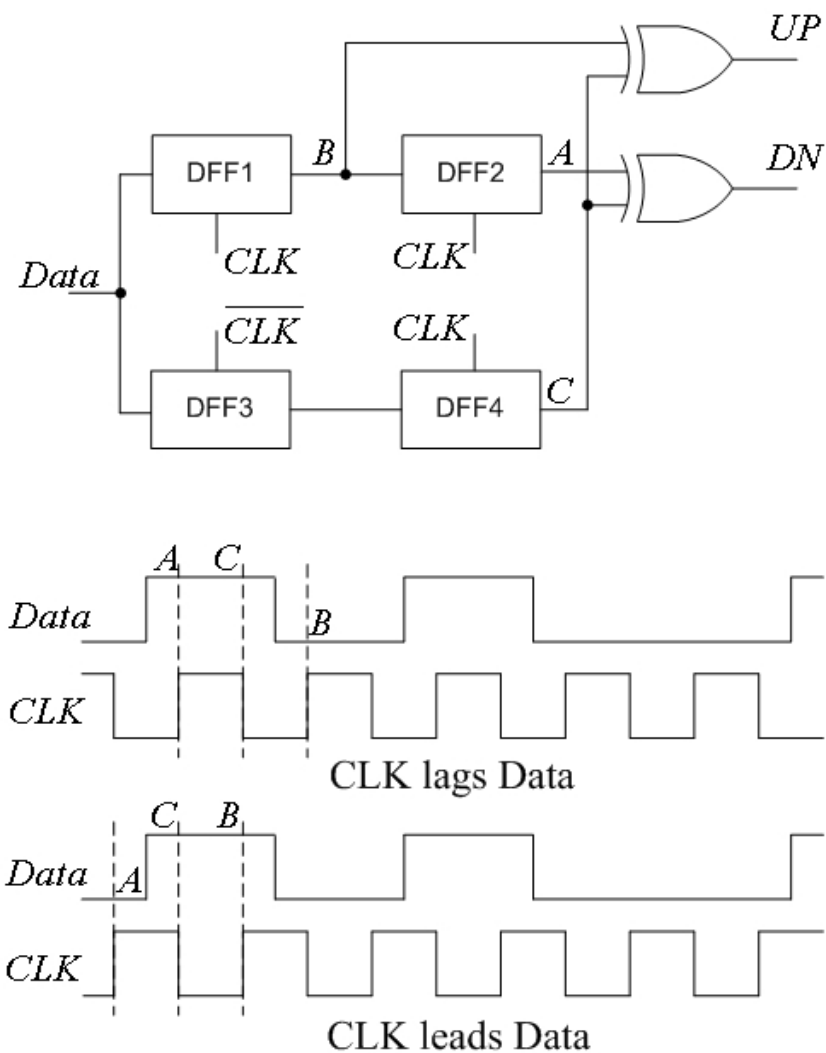 UP
B
A
DN
DFF1
DFF2
CLK
CLK
Data
C̅L̅K̅
CLK
C
DFF3
DFF4
A
C
Data
B
CLK
CLK lags Data
C
B
Data
A
CLK
CLK leads Data